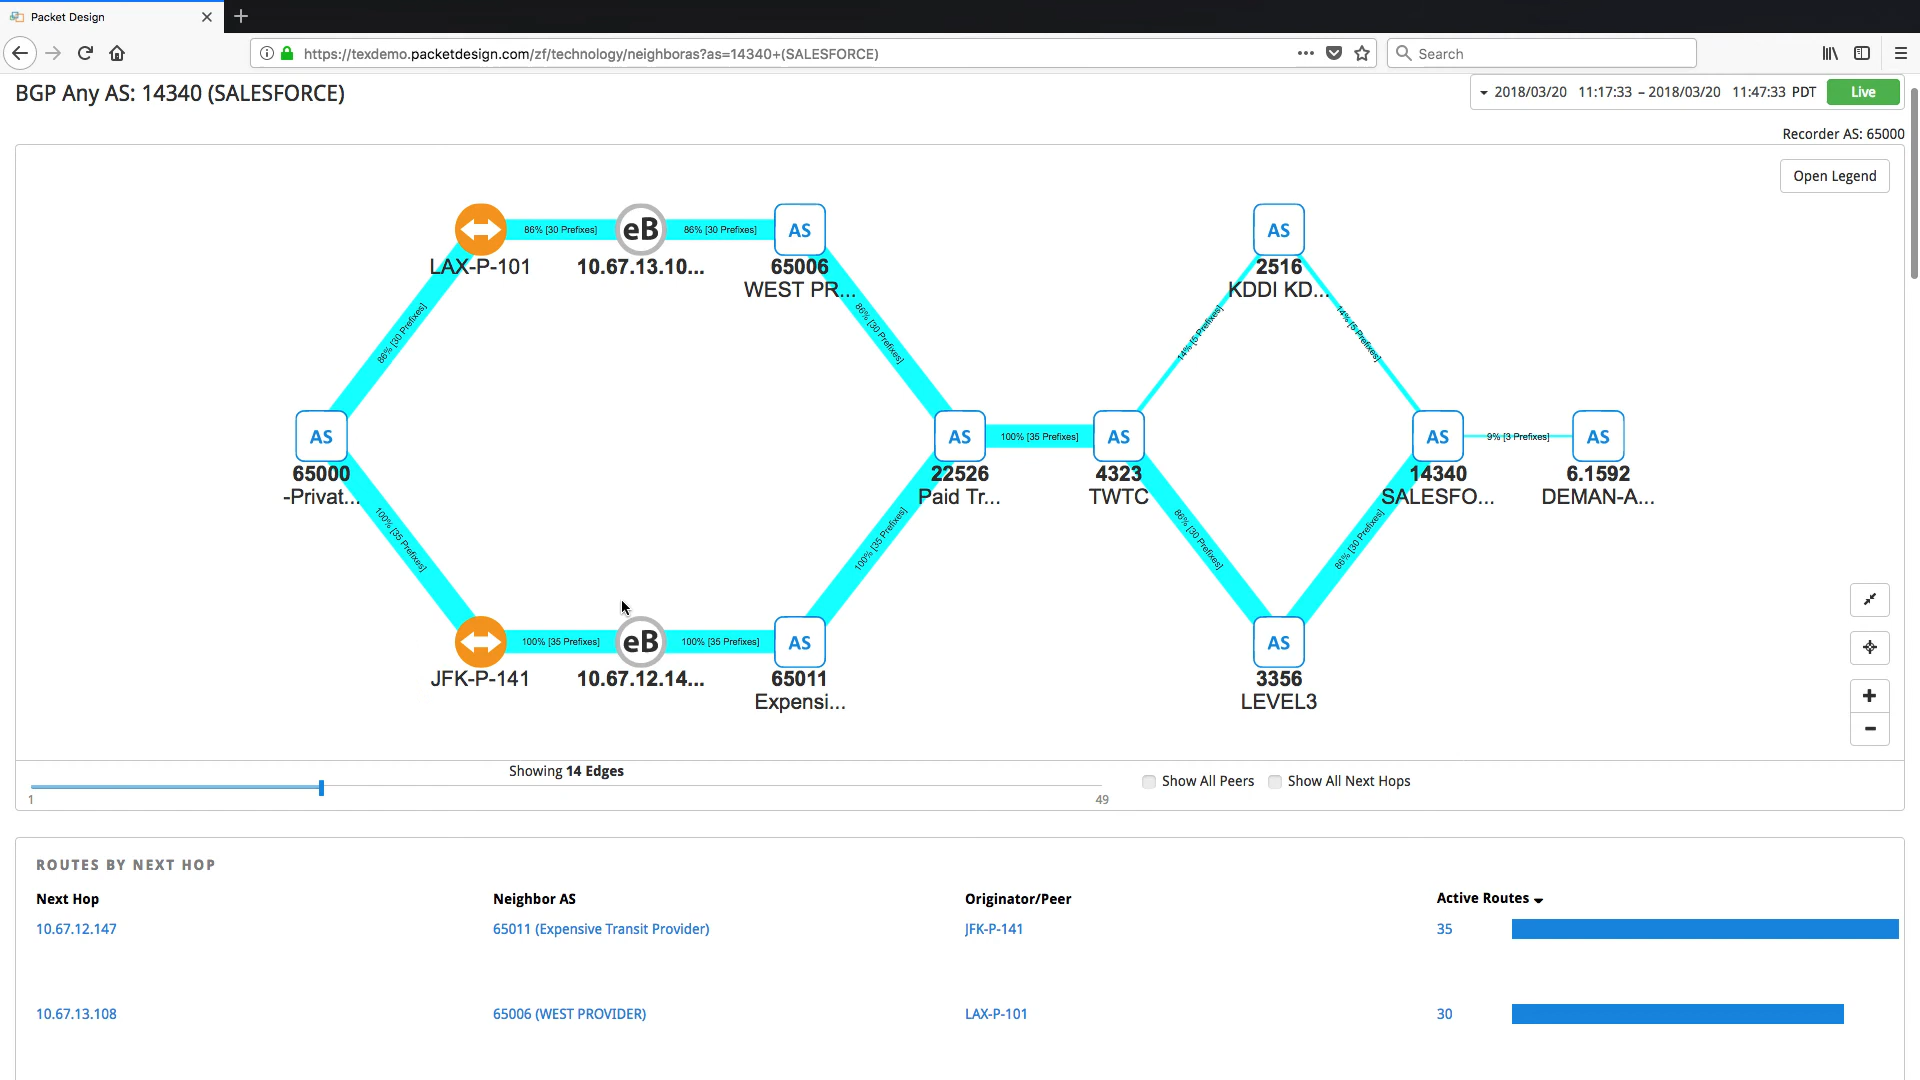 Packet Design
https://texdemo.packetdesign.com/zf/technology/neighboras?as=14340+(SALESFORCE)
Search
BGP Any AS: 14340 (SALESFORCE)
2018/03/20 11:17:33 – 2018/03/20 11:47:33 PDT
Live
Recorder AS: 65000
Open Legend
86% [30 Prefixes]
eB
86% [30 Prefixes]
AS
AS
LAX-P-101
10.67.13.10...
65006
WEST PR...
2516
KDDI KD...
86% [30 Prefixes]
86% [30 Prefixes]
14% [5 Prefixes]
14% [5 Prefixes]
AS
AS
100% [35 Prefixes]
AS
AS
9% [3 Prefixes]
AS
65000
-Privat...
22526
Paid Tr...
4323
TWTC
14340
SALESFO...
6.1592
DEMAN-A...
100% [35 Prefixes]
100% [35 Prefixes]
86% [30 Prefixes]
86% [30 Prefixes]
100% [35 Prefixes]
eB
100% [35 Prefixes]
AS
AS
JFK-P-141
10.67.12.14...
65011
Expensi...
3356
LEVEL3
Showing 14 Edges
1
49
Show All Peers
Show All Next Hops
ROUTES BY NEXT HOP
Next Hop Neighbor AS Originator/Peer Active Routes
10.67.12.147 65011 (Expensive Transit Provider) JFK-P-141 35
10.67.13.108 65006 (WEST PROVIDER) LAX-P-101 30